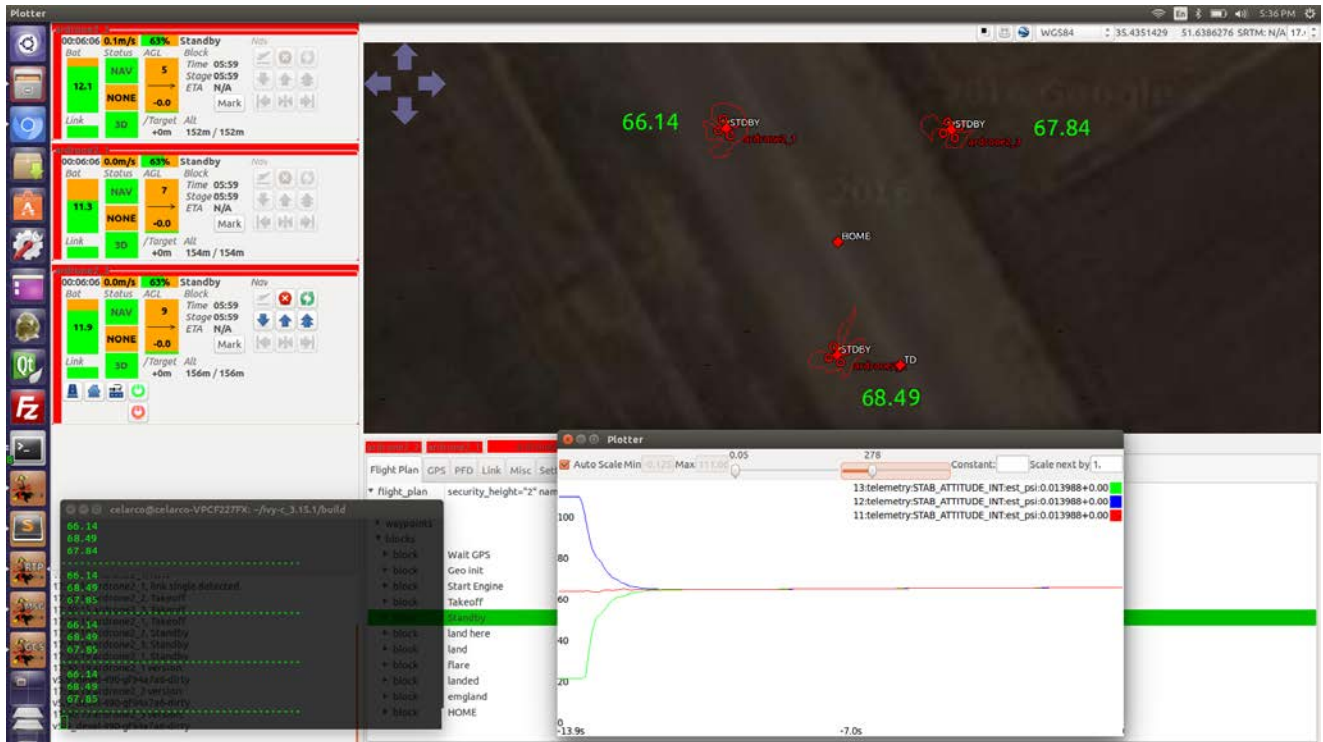 Plotter
En
5:36 PM
00:06:06 0.1m/s 63% Standby Nav
Bat Status AGL Block
Time 05:59
NAV 5 Stage 05:59
12.1 ETA N/A
NONE -0.0 Mark
Link /Target Alt
3D +0m 152m / 152m
00:06:06 0.0m/s 63% Standby Nav
Bat Status AGL Block
Time 05:59
NAV 7 Stage 05:59
11.3 ETA N/A
NONE -0.0 Mark
Link /Target Alt
3D +0m 154m / 154m
00:06:06 0.0m/s 63% Standby Nav
Bat Status AGL Block
Time 05:59
NAV 9 Stage 05:59
11.9 ETA N/A
NONE -0.0 Mark
Link /Target Alt
3D +0m 156m / 156m
WGS84 35.4351429 51.6386276 SRTM: N/A
66.14 STDBY
STDBY 67.84
HOME
STDBY
TD
68.49
Flight Plan GPS PFD Link Misc
flight_plan security_height="2"
waypoints
blocks
block Wait GPS
block Geo init
block Start Engine
block Takeoff
Standby
block land here
block land
block flare
block landed
block emgland
block HOME
celarco@celarco-VPCF227FX: ~/ivy-c_3.15.1/build
66.14
68.49
67.84
66.14
68.49
67.85
66.14
68.49
67.85
66.14
68.49
67.85
Plotter
Auto Scale Min Max 0.05 278 Constant: Scale next by 1.
13:telemetry:STAB_ATTITUDE_INT:est_psi:0.013988+0.00
12:telemetry:STAB_ATTITUDE_INT:est_psi:0.013988+0.00
11:telemetry:STAB_ATTITUDE_INT:est_psi:0.013988+0.00
100
80
60
40
20
0
-13.9s -7.0s